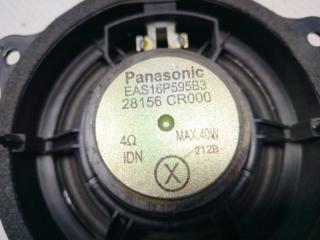 Panasonic
EAS16P595B3
28156 CR000
4Ω MAX.40W
IDN 212B
X